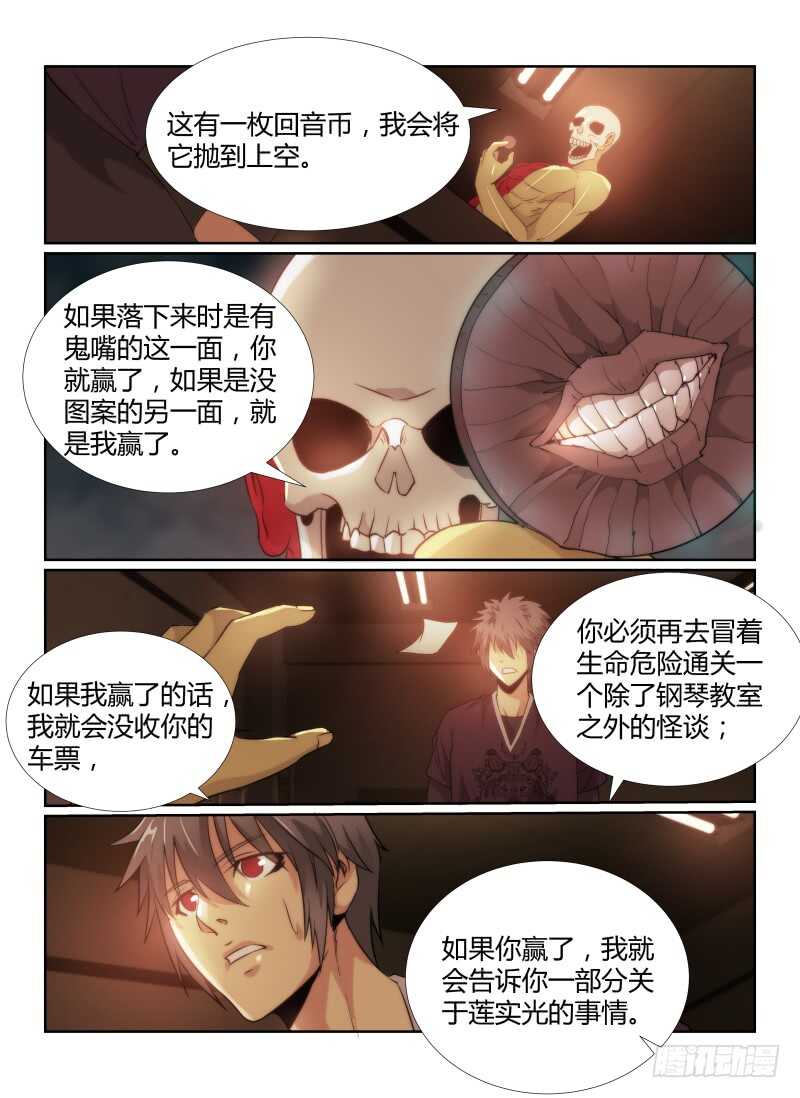 这有一枚回音币，我会将
它抛到上空。
如果落下来时是有
鬼嘴的这一面，你
就赢了，如果是没
图案的另一面，就
是我赢了。
如果我赢了的话，
我就会没收你的
车票，
你必须再去冒着
生命危险通关一
个除了钢琴教室
之外的怪谈；
如果你赢了，我就
会告诉你一部分关
于莲实光的事情。
腾讯动漫